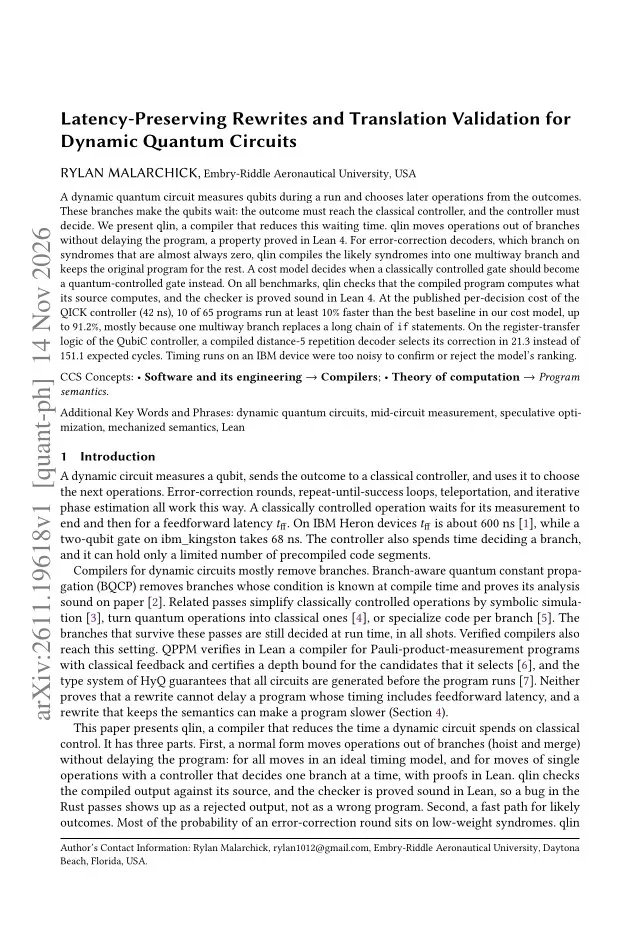 Latency-Preserving Rewrites and Translation Validation for
Dynamic Quantum Circuits
RYLAN MALARCHICK, Embry-Riddle Aeronautical University, USA
A dynamic quantum circuit measures qubits during a run and chooses later operations from the outcomes.
These branches make the qubits wait: the outcome must reach the classical controller, and the controller must
decide. We present qlin, a compiler that reduces this waiting time. qlin moves operations out of branches
without delaying the program, a property proved in Lean 4. For error-correction decoders, which branch on
syndromes that are almost always zero, qlin compiles the likely syndromes into one multiway branch and
keeps the original program for the rest. A cost model decides when a classically controlled gate should become
a quantum-controlled gate instead. On all benchmarks, qlin checks that the compiled program computes what
its source computes, and the checker is proved sound in Lean 4. At the published per-decision cost of the
QICK controller (42 ns), 10 of 65 programs run at least 10% faster than the best baseline in our cost model, up
to 91.2%, mostly because one multiway branch replaces a long chain of if statements. On the register-transfer
logic of the QubiC controller, a compiled distance-5 repetition decoder selects its correction in 21.3 instead of
151.1 expected cycles. Timing runs on an IBM device were too noisy to confirm or reject the model's ranking.
CCS Concepts: • Software and its engineering → Compilers; • Theory of computation → Program
semantics.
Additional Key Words and Phrases: dynamic quantum circuits, mid-circuit measurement, speculative opti-
mization, mechanized semantics, Lean
1 Introduction
A dynamic circuit measures a qubit, sends the outcome to a classical controller, and uses it to choose
the next operations. Error-correction rounds, repeat-until-success loops, teleportation, and iterative
phase estimation all work this way. A classically controlled operation waits for its measurement to
end and then for a feedforward latency tff. On IBM Heron devices tff is about 600 ns [1], while a
two-qubit gate on ibm_kingston takes 68 ns. The controller also spends time deciding a branch,
and it can hold only a limited number of precompiled code segments.
Compilers for dynamic circuits mostly remove branches. Branch-aware quantum constant propa-
gation (BQCP) removes branches whose condition is known at compile time and proves its analysis
sound on paper [2]. Related passes simplify classically controlled operations by symbolic simula-
tion [3], turn quantum operations into classical ones [4], or specialize code per branch [5]. The
branches that survive these passes are still decided at run time, in all shots. Verified compilers also
reach this setting. QPPM verifies in Lean a compiler for Pauli-product-measurement programs
with classical feedback and certifies a depth bound for the candidates that it selects [6], and the
type system of HyQ guarantees that all circuits are generated before the program runs [7]. Neither
proves that a rewrite cannot delay a program whose timing includes feedforward latency, and a
rewrite that keeps the semantics can make a program slower (Section 4).
This paper presents qlin, a compiler that reduces the time a dynamic circuit spends on classical
control. It has three parts. First, a normal form moves operations out of branches (hoist and merge)
without delaying the program: for all moves in an ideal timing model, and for moves of single
operations with a controller that decides one branch at a time, with proofs in Lean. qlin checks
the compiled output against its source, and the checker is proved sound in Lean, so a bug in the
Rust passes shows up as a rejected output, not as a wrong program. Second, a fast path for likely
outcomes. Most of the probability of an error-correction round sits on low-weight syndromes. qlin
Author's Contact Information: Rylan Malarchick, rylan1012@gmail.com, Embry-Riddle Aeronautical University, Daytona
Beach, Florida, USA.
arXiv:2611.19618v1 [quant-ph] 14 Nov 2026